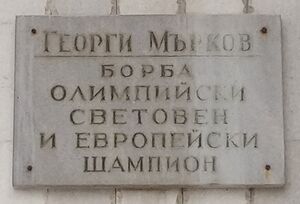 ГЕОРГИ МЪРКОВ
БОРБА
ОЛИМПИЙСКИ
СВЕТОВЕН
И ЕВРОПЕЙСКИ
ШАМПИОН